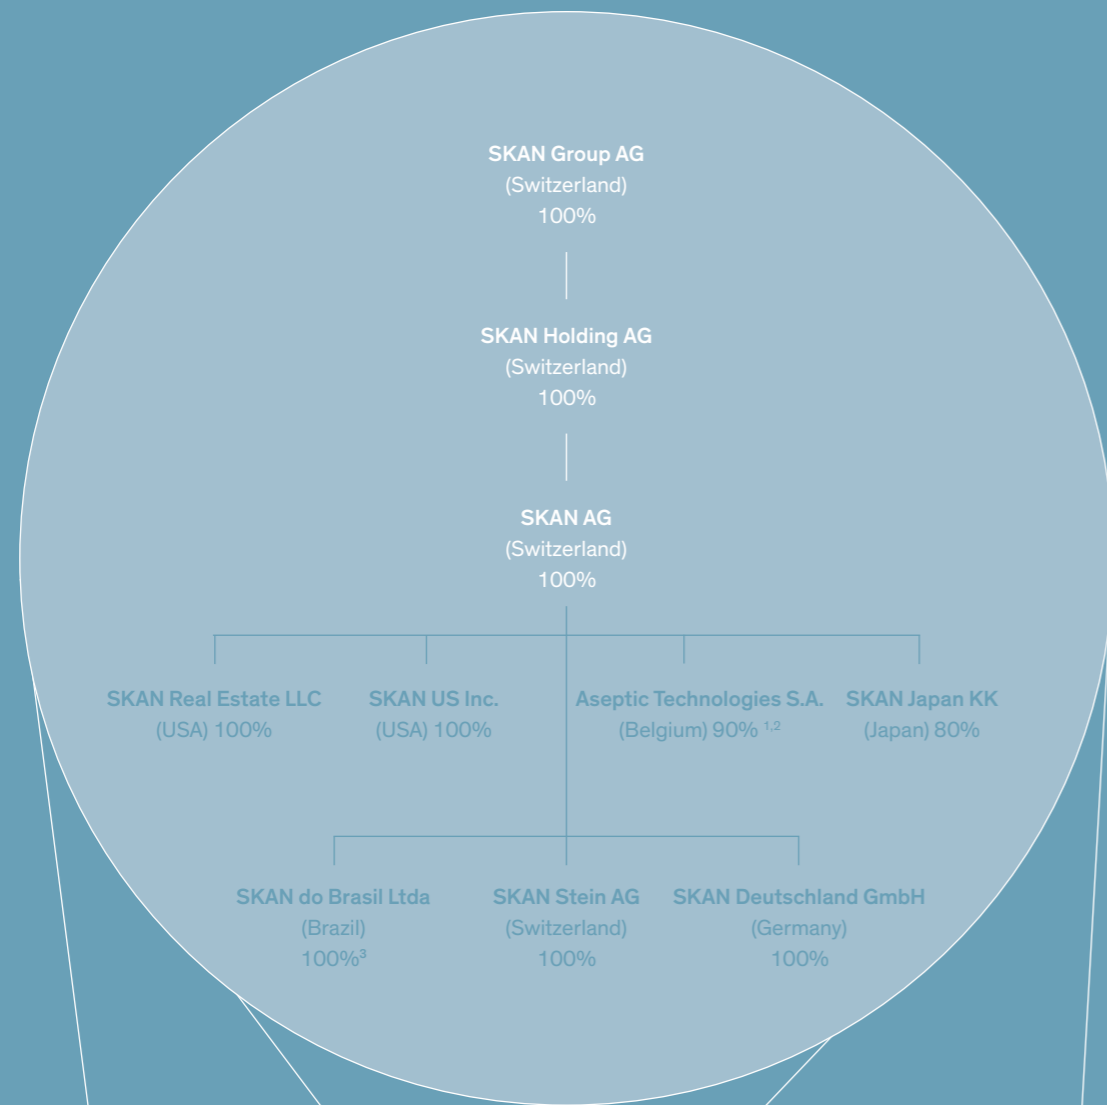 SKAN Group AG
(Switzerland)
100%
SKAN Holding AG
(Switzerland)
100%
SKAN AG
(Switzerland)
100%
SKAN Real Estate LLC
(USA) 100%
SKAN US Inc.
(USA) 100%
Aseptic Technologies S.A.
(Belgium) 90% ¹,²
SKAN Japan KK
(Japan) 80%
SKAN do Brasil Ltda
(Brazil)
100%³
SKAN Stein AG
(Switzerland)
100%
SKAN Deutschland GmbH
(Germany)
100%